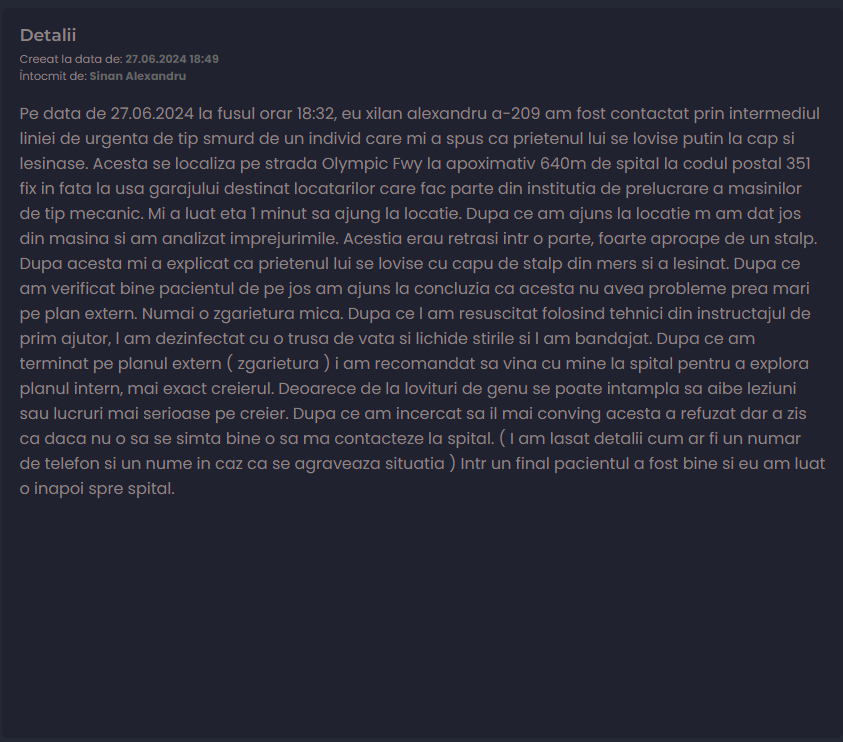 Detalii
Creeat la data de: 27.06.2024 18:49
Întocmit de: Sinan Alexandru
Pe data de 27.06.2024 la fusul orar 18:32, eu xilan alexandru a-209 am fost contactat prin intermediul
liniei de urgenta de tip smurd de un individ care mi a spus ca prietenul lui se lovise putin la cap si
lesinase. Acesta se localiza pe strada Olympic Fwy la apoximativ 640m de spital la codul postal 351
fix in fata la usa garajului destinat locatarilor care fac parte din institutia de prelucrare a masinilor
de tip mecanic. Mi a luat eta 1 minut sa ajung la locatie. Dupa ce am ajuns la locatie m am dat jos
din masina si am analizat imprejurimile. Acestia erau retrasi intr o parte, foarte aproape de un stalp.
Dupa acesta mi a explicat ca prietenul lui se lovise cu capu de stalp din mers si a lesinat. Dupa ce
am verificat bine pacientul de pe jos am ajuns la concluzia ca acesta nu avea probleme prea mari
pe plan extern. Numai o zgarietura mica. Dupa ce l am resuscitat folosind tehnici din instructajul de
prim ajutor, l am dezinfectat cu o trusa de vata si lichide stirile si l am bandajat. Dupa ce am
terminat pe planul extern ( zgarietura ) i am recomandat sa vina cu mine la spital pentru a explora
planul intern, mai exact creierul. Deoarece de la lovituri de genu se poate intampla sa aibe leziuni
sau lucruri mai serioase pe creier. Dupa ce am incercat sa il mai conving acesta a refuzat dar a zis
ca daca nu o sa se simta bine o sa ma contacteze la spital. ( I am lasat detalii cum ar fi un numar
de telefon si un nume in caz ca se agraveaza situatia ) Intr un final pacientul a fost bine si eu am luat
o inapoi spre spital.